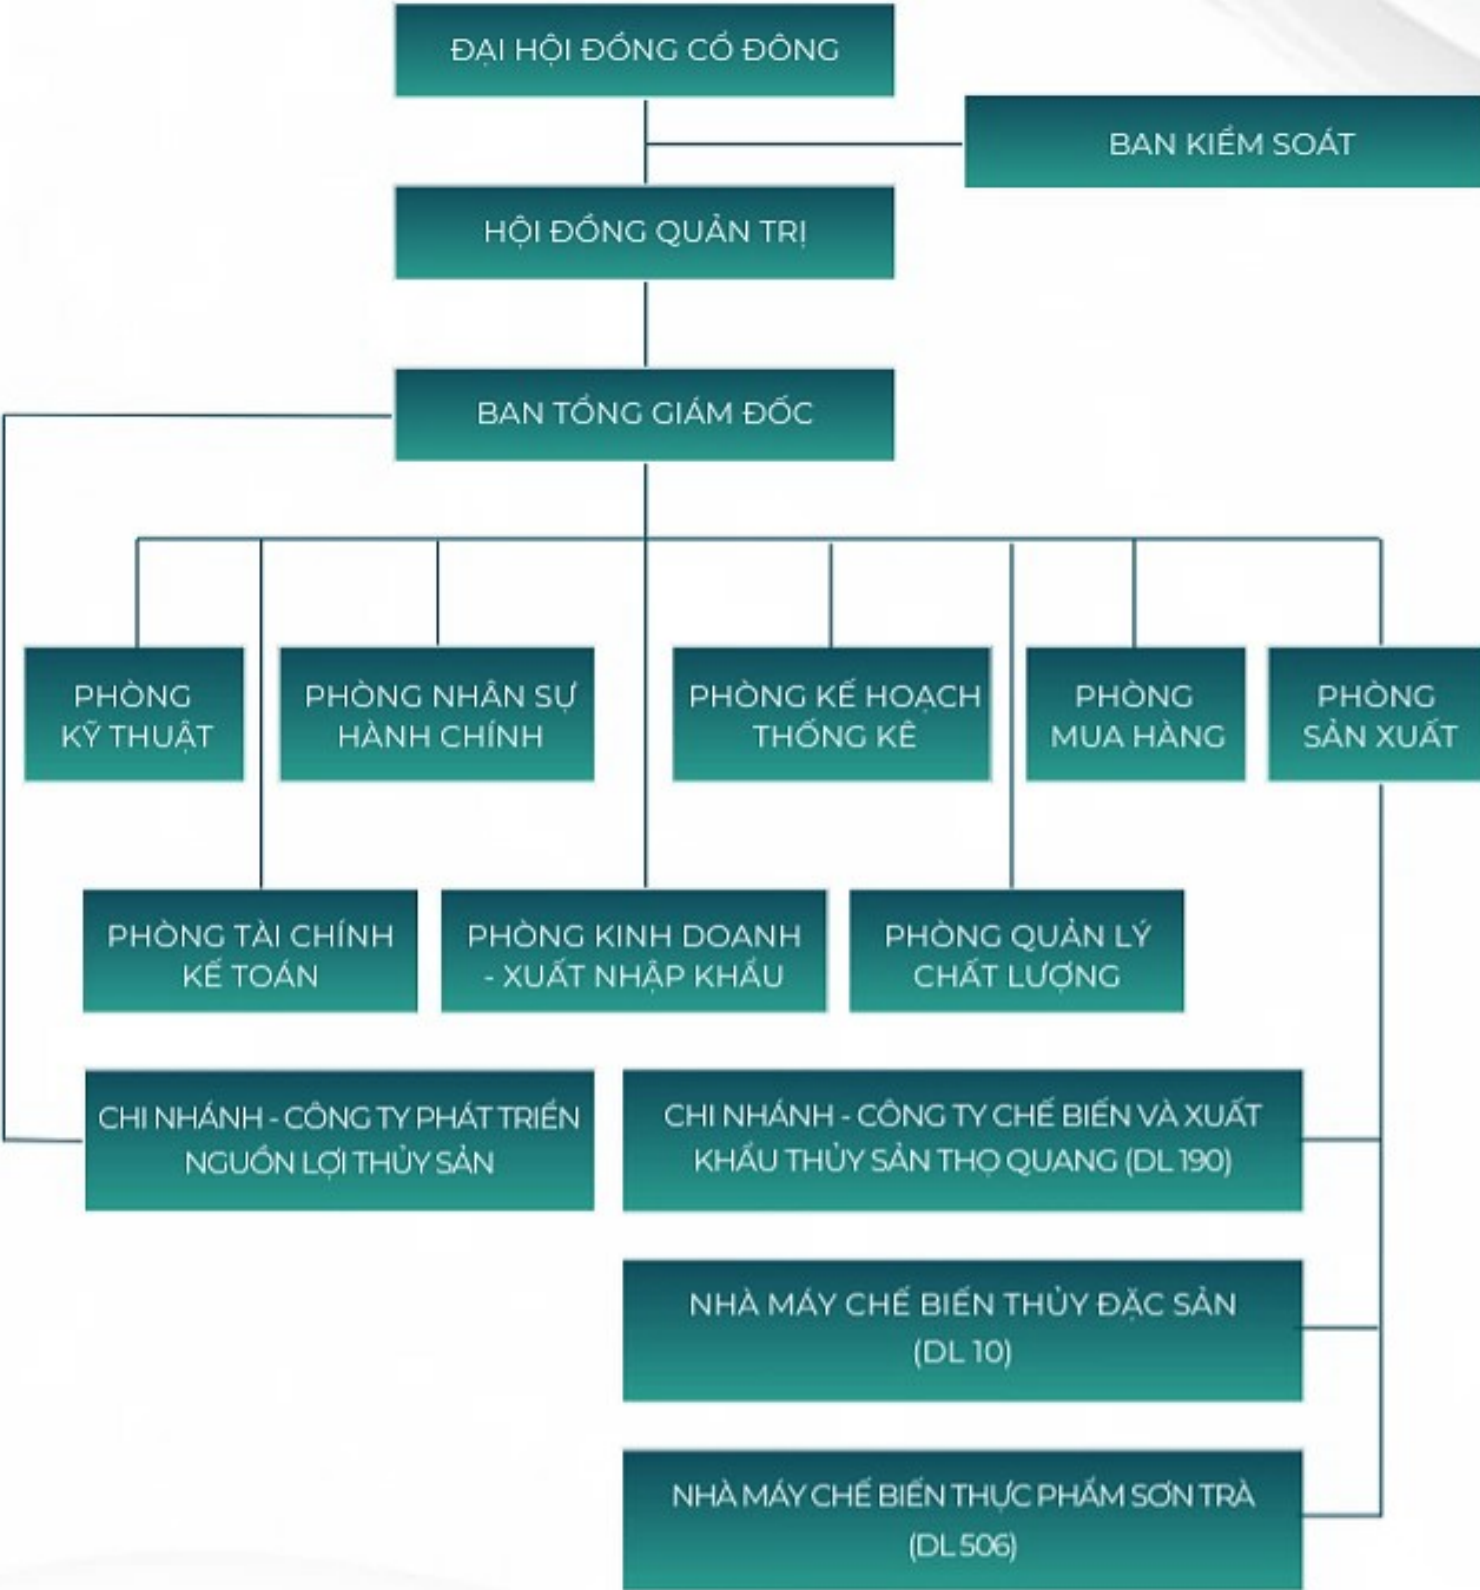 ĐẠI HỘI ĐỒNG CỔ ĐÔNG
BAN KIỂM SOÁT
HỘI ĐỒNG QUẢN TRỊ
BAN TỔNG GIÁM ĐỐC
PHÒNG
KỸ THUẬT
PHÒNG NHÂN SỰ
HÀNH CHÍNH
PHÒNG KẾ HOẠCH
THỐNG KÊ
PHÒNG
MUA HÀNG
PHÒNG
SẢN XUẤT
PHÒNG TÀI CHÍNH
KẾ TOÁN
PHÒNG KINH DOANH
- XUẤT NHẬP KHẨU
PHÒNG QUẢN LÝ
CHẤT LƯỢNG
CHI NHÁNH - CÔNG TY PHÁT TRIỂN
NGUỒN LỢI THỦY SẢN
CHI NHÁNH - CÔNG TY CHẾ BIẾN VÀ XUẤT
KHẨU THỦY SẢN THỌ QUANG (DL 190)
NHÀ MÁY CHẾ BIẾN THỦY ĐẶC SẢN
(DL 10)
NHÀ MÁY CHẾ BIẾN THỰC PHẨM SƠN TRÀ
(DL 506)